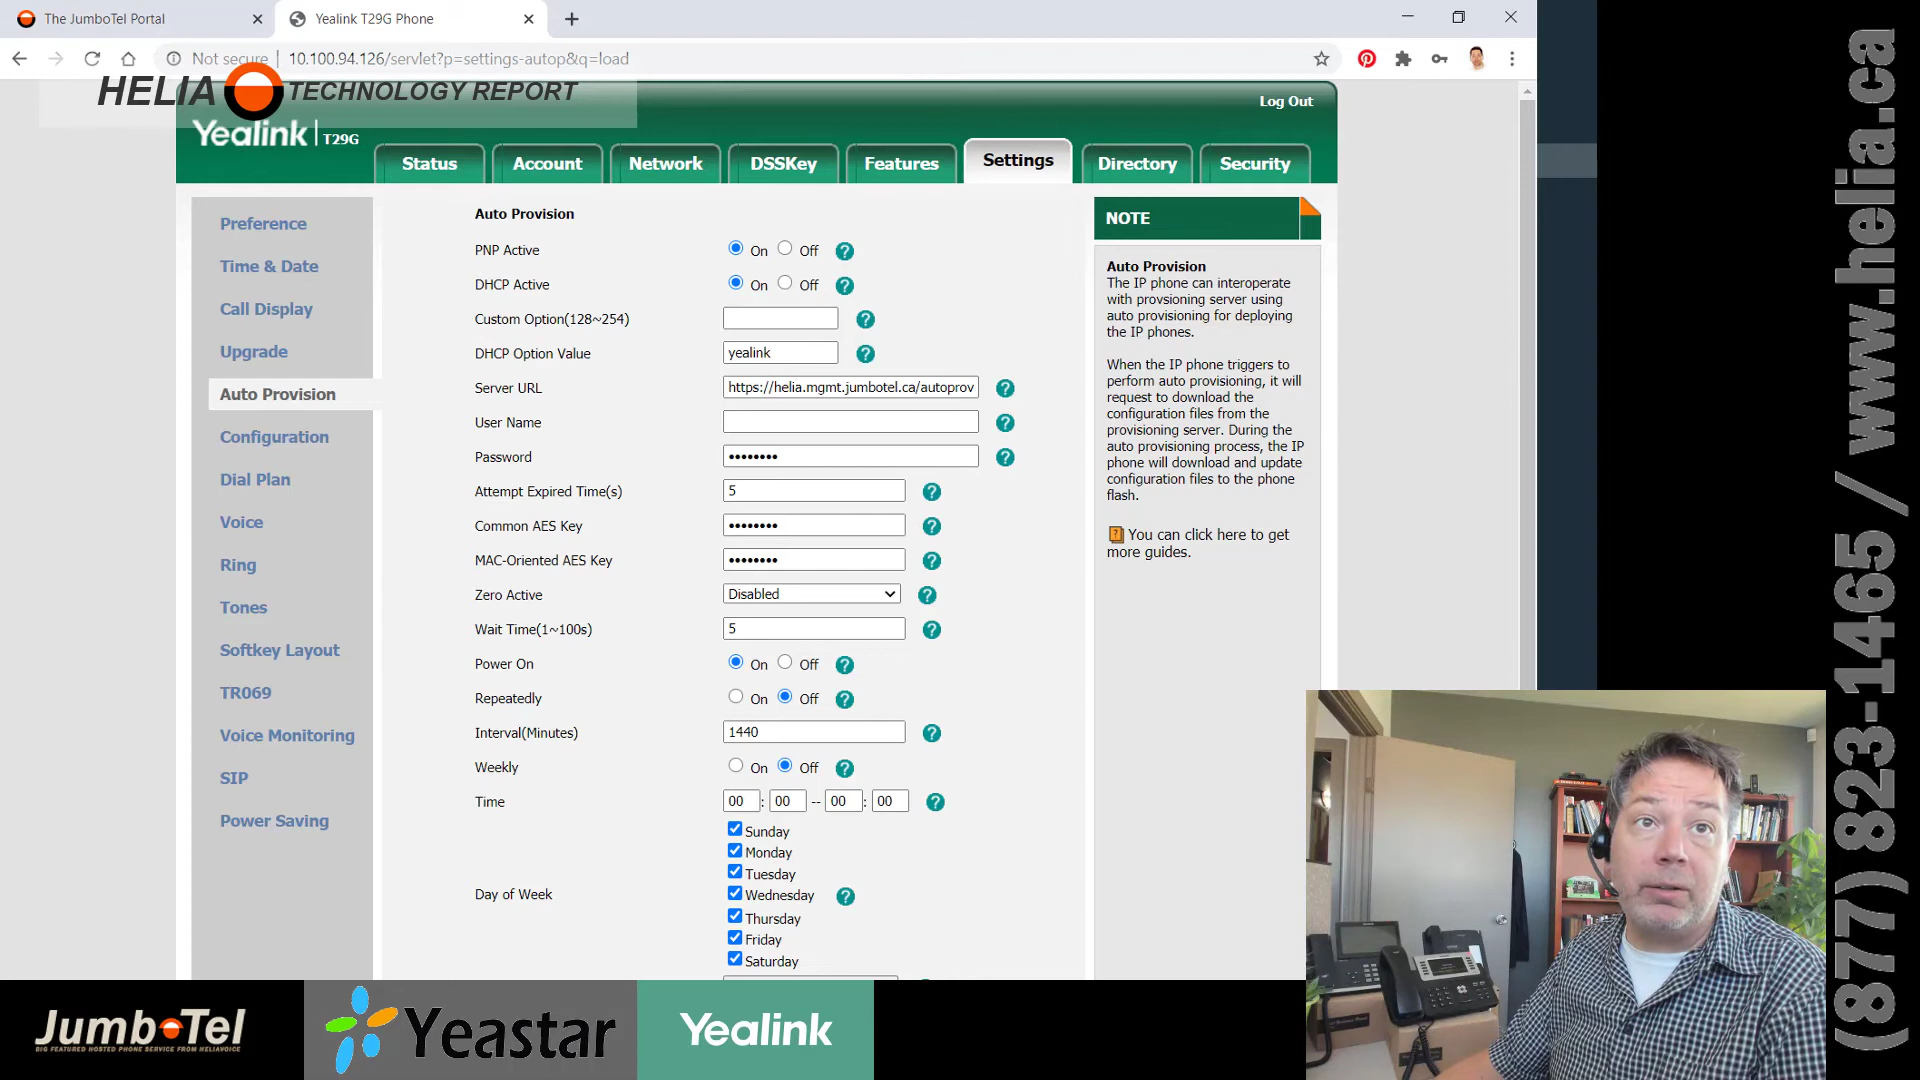 The JumboTel Portal
Yealink T29G Phone
Not secure
10.100.94.126/servlet?p=settings-autop&q=load
HELIA TECHNOLOGY REPORT
Log Out
Yealink T29G
Status
Account
Network
DSSKey
Features
Settings
Directory
Security
Preference
Time & Date
Call Display
Upgrade
Auto Provision
Configuration
Dial Plan
Voice
Ring
Tones
Softkey Layout
TR069
Voice Monitoring
SIP
Power Saving
Auto Provision
PNP Active On Off ?
DHCP Active On Off ?
Custom Option(128~254) ?
DHCP Option Value yealink ?
Server URL https://helia.mgmt.jumbotel.ca/autoprov ?
User Name ?
Password •••••••• ?
Attempt Expired Time(s) 5 ?
Common AES Key •••••••• ?
MAC-Oriented AES Key •••••••• ?
Zero Active Disabled ?
Wait Time(1~100s) 5 ?
Power On On Off ?
Repeatedly On Off ?
Interval(Minutes) 1440 ?
Weekly On Off ?
Time 00 : 00 -- 00 : 00 ?
Sunday
Monday
Tuesday
Day of Week Wednesday ?
Thursday
Friday
Saturday
NOTE
Auto Provision
The IP phone can interoperate
with provsioning server using
auto provisioning for deploying
the IP phones.
When the IP phone triggers to
perform auto provisioning, it will
request to download the
configuration files from the
provisioning server. During the
auto provisioning process, the IP
phone will download and update
configuration files to the phone
flash.
? You can click here to get
more guides.
(877) 823-1465 / www.helia.ca
JumboTel
BIG FEATURED HOSTED PHONE SERVICE FROM HELIAVOICE
Yeastar
Yealink